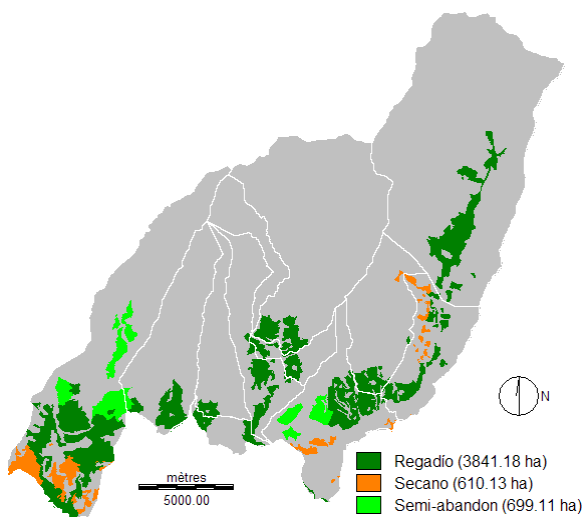 N
mètres
5000.00
Regadío (3841.18 ha)
Secano (610.13 ha)
Semi-abandon (699.11 ha)